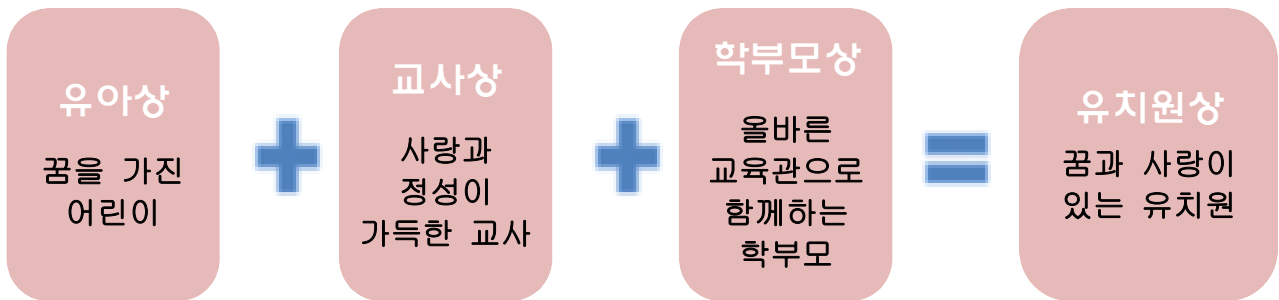 유아상
꿈을 가진
어린이
교사상
사랑과
정성이
가득한 교사
학부모상
올바른
교육관으로
함께하는
학부모
유치원상
꿈과 사랑이
있는 유치원